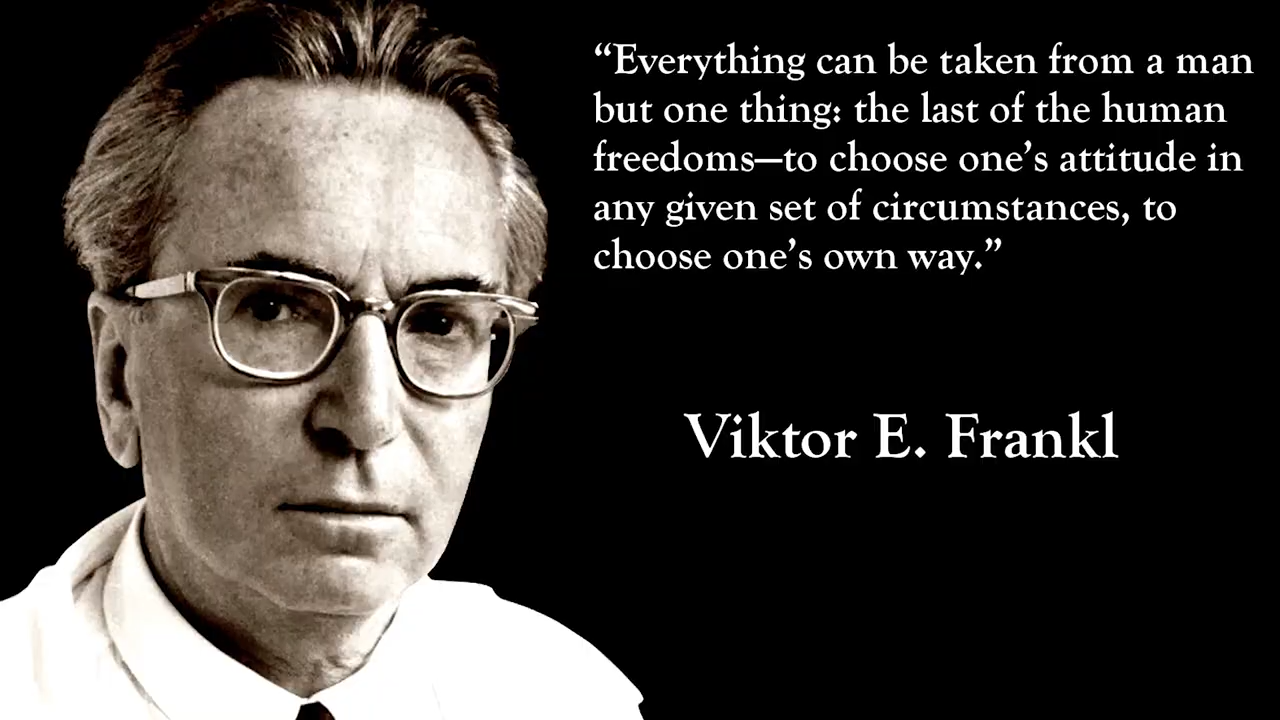 “Everything can be taken from a man
but one thing: the last of the human
freedoms—to choose one’s attitude in
any given set of circumstances, to
choose one’s own way.”
Viktor E. Frankl